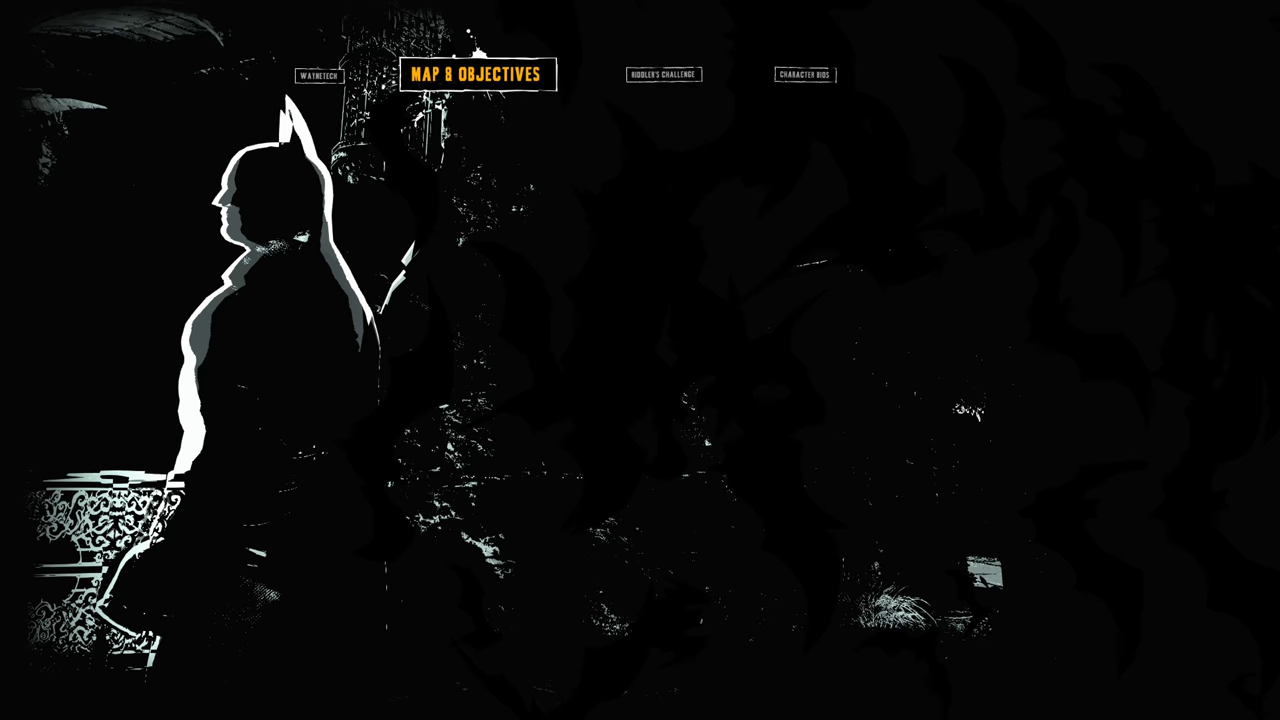 WAYNETECH
MAP & OBJECTIVES
RIDDLER'S CHALLENGE
CHARACTER BIOS